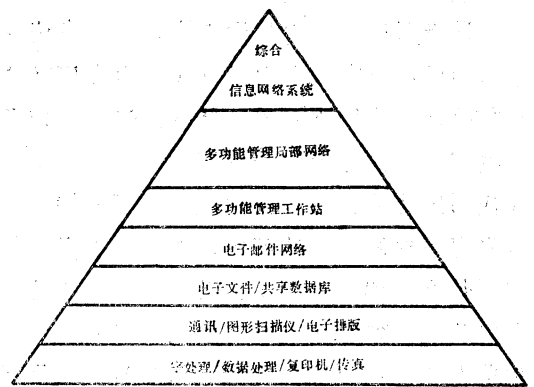 综合
信息网络系统
多功能管理局部网络
多功能管理工作站
电子邮件网络
电子文件/共享数据库
通讯/图形扫描仪/电子排版
字处理/数据处理/复印机/传真